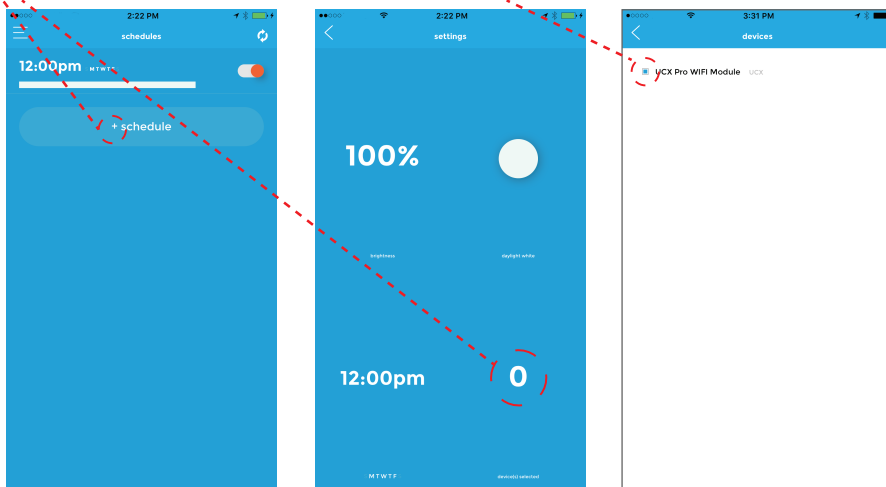 2:22 PM
schedules
12:00pm MTWTF
+ schedule
2:22 PM
settings
100%
brightness
daylight white
12:00pm
0
MTWTF
device(s) selected
3:31 PM
devices
UCX Pro WIFI Module UCX